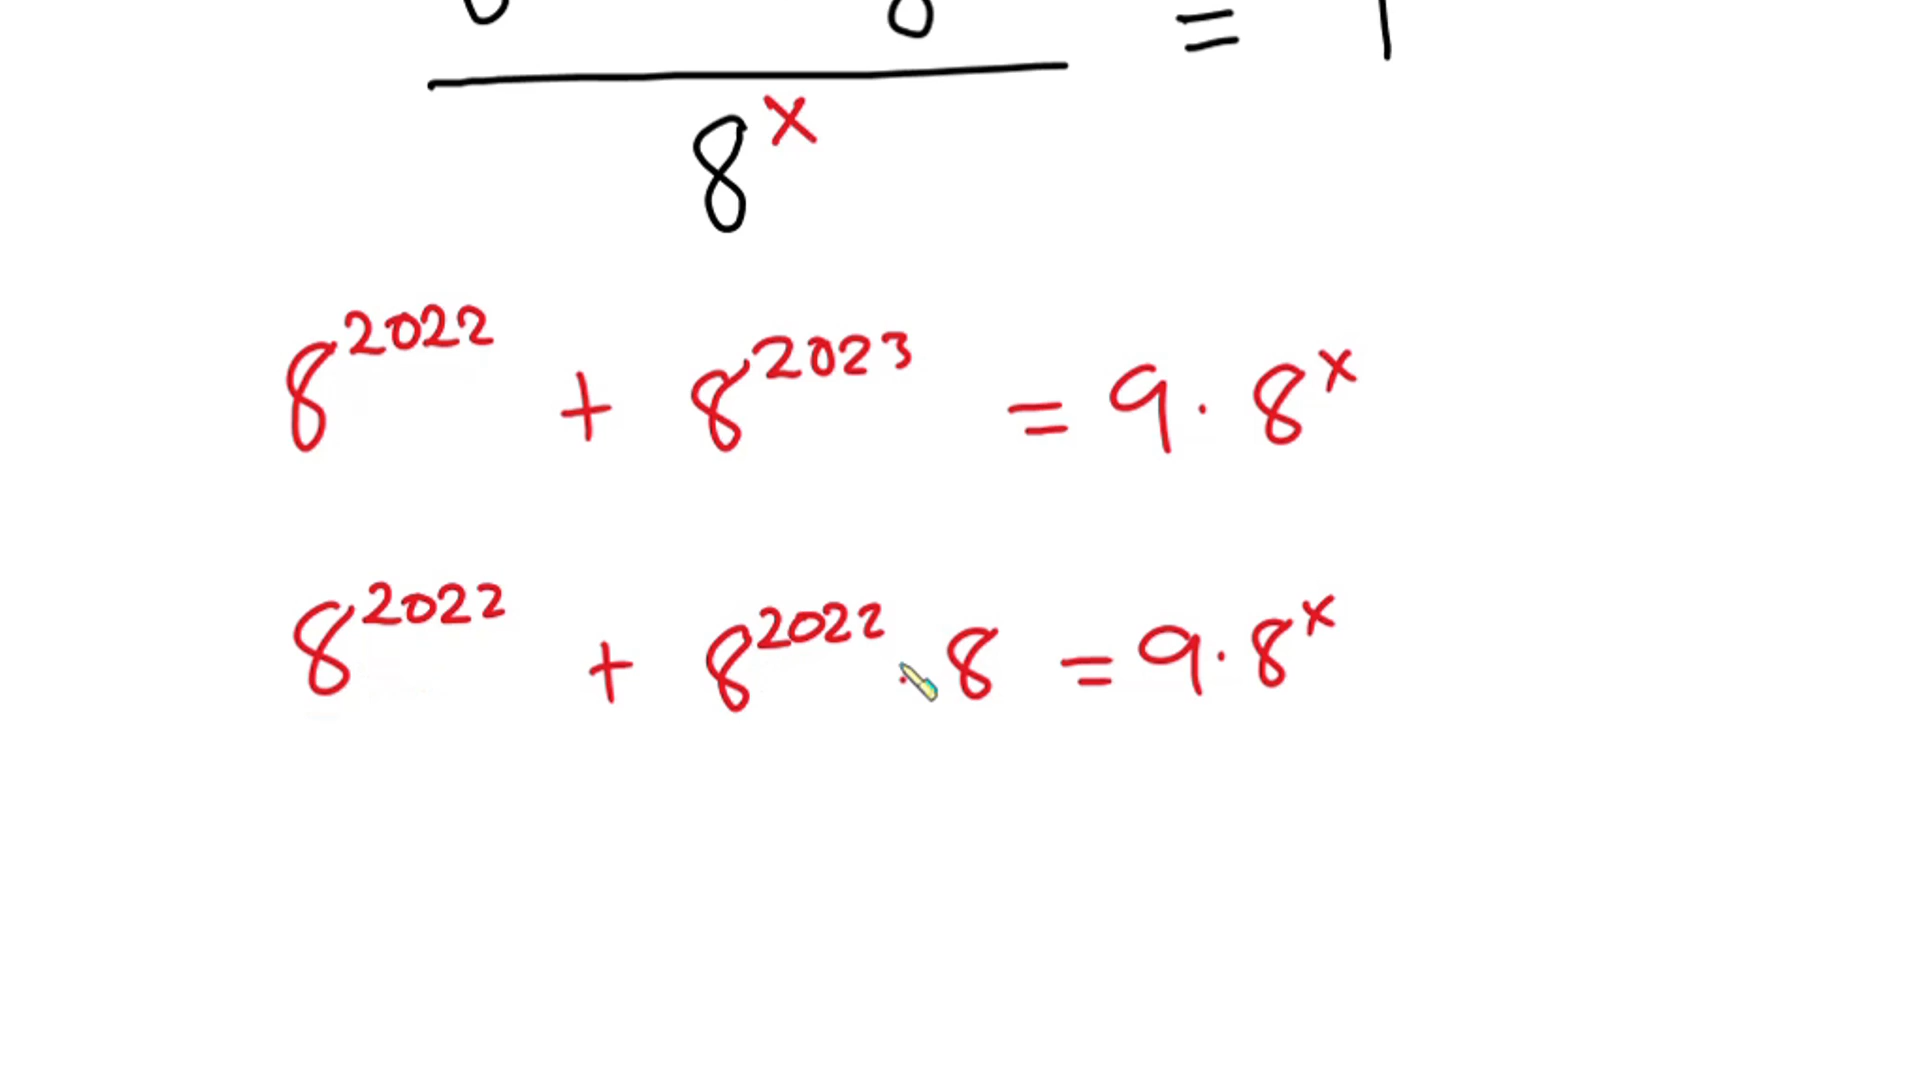 =
8^x
8^2022 + 8^2023 = 9 · 8^x
8^2022 + 8^2022 · 8 = 9 · 8^x